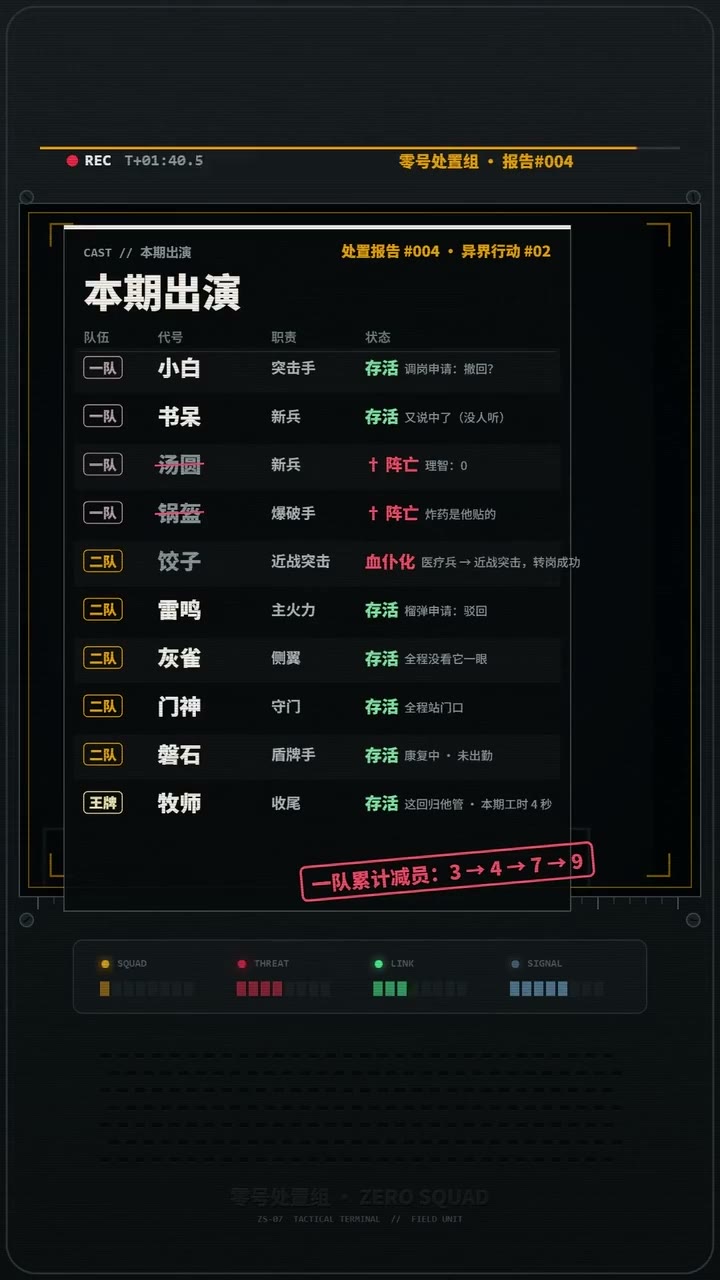 REC T+01:40.5 零号处置组 · 报告#004
CAST // 本期出演 处置报告 #004 · 异界行动 #02
本期出演
队伍 代号 职责 状态
一队 小白 突击手 存活 调岗申请：撤回？
一队 书呆 新兵 存活 又说中了（没人听）
一队 汤圆 新兵 † 阵亡 理智：0
一队 锅盔 爆破手 † 阵亡 炸药是他贴的
二队 饺子 近战突击 血仆化 医疗兵 → 近战突击，转岗成功
二队 雷鸣 主火力 存活 榴弹申请：驳回
二队 灰雀 侧翼 存活 全程没看它一眼
二队 门神 守门 存活 全程站门口
二队 磐石 盾牌手 存活 康复中 · 未出勤
王牌 牧师 收尾 存活 这回归他管 · 本期工时 4 秒
一队累计减员：3 → 4 → 7 → 9
SQUAD THREAT LINK SIGNAL
零号处置组 · ZERO SQUAD
ZS-07 TACTICAL TERMINAL // FIELD UNIT